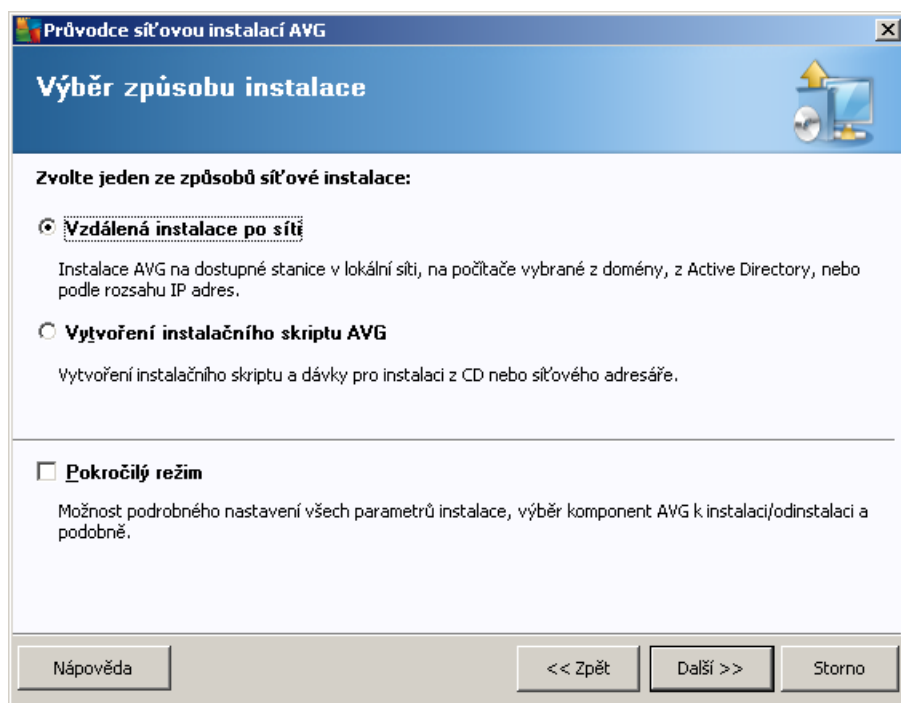 Průvodce síťovou instalací AVG
Výběr způsobu instalace
Zvolte jeden ze způsobů síťové instalace:
Vzdálená instalace po síti
Instalace AVG na dostupné stanice v lokální síti, na počítače vybrané z domény, z Active Directory, nebo
podle rozsahu IP adres.
Vytvoření instalačního skriptu AVG
Vytvoření instalačního skriptu a dávky pro instalaci z CD nebo síťového adresáře.
Pokročilý režim
Možnost podrobného nastavení všech parametrů instalace, výběr komponent AVG k instalaci/odinstalaci a
podobně.
Nápověda
<< Zpět
Další >>
Storno